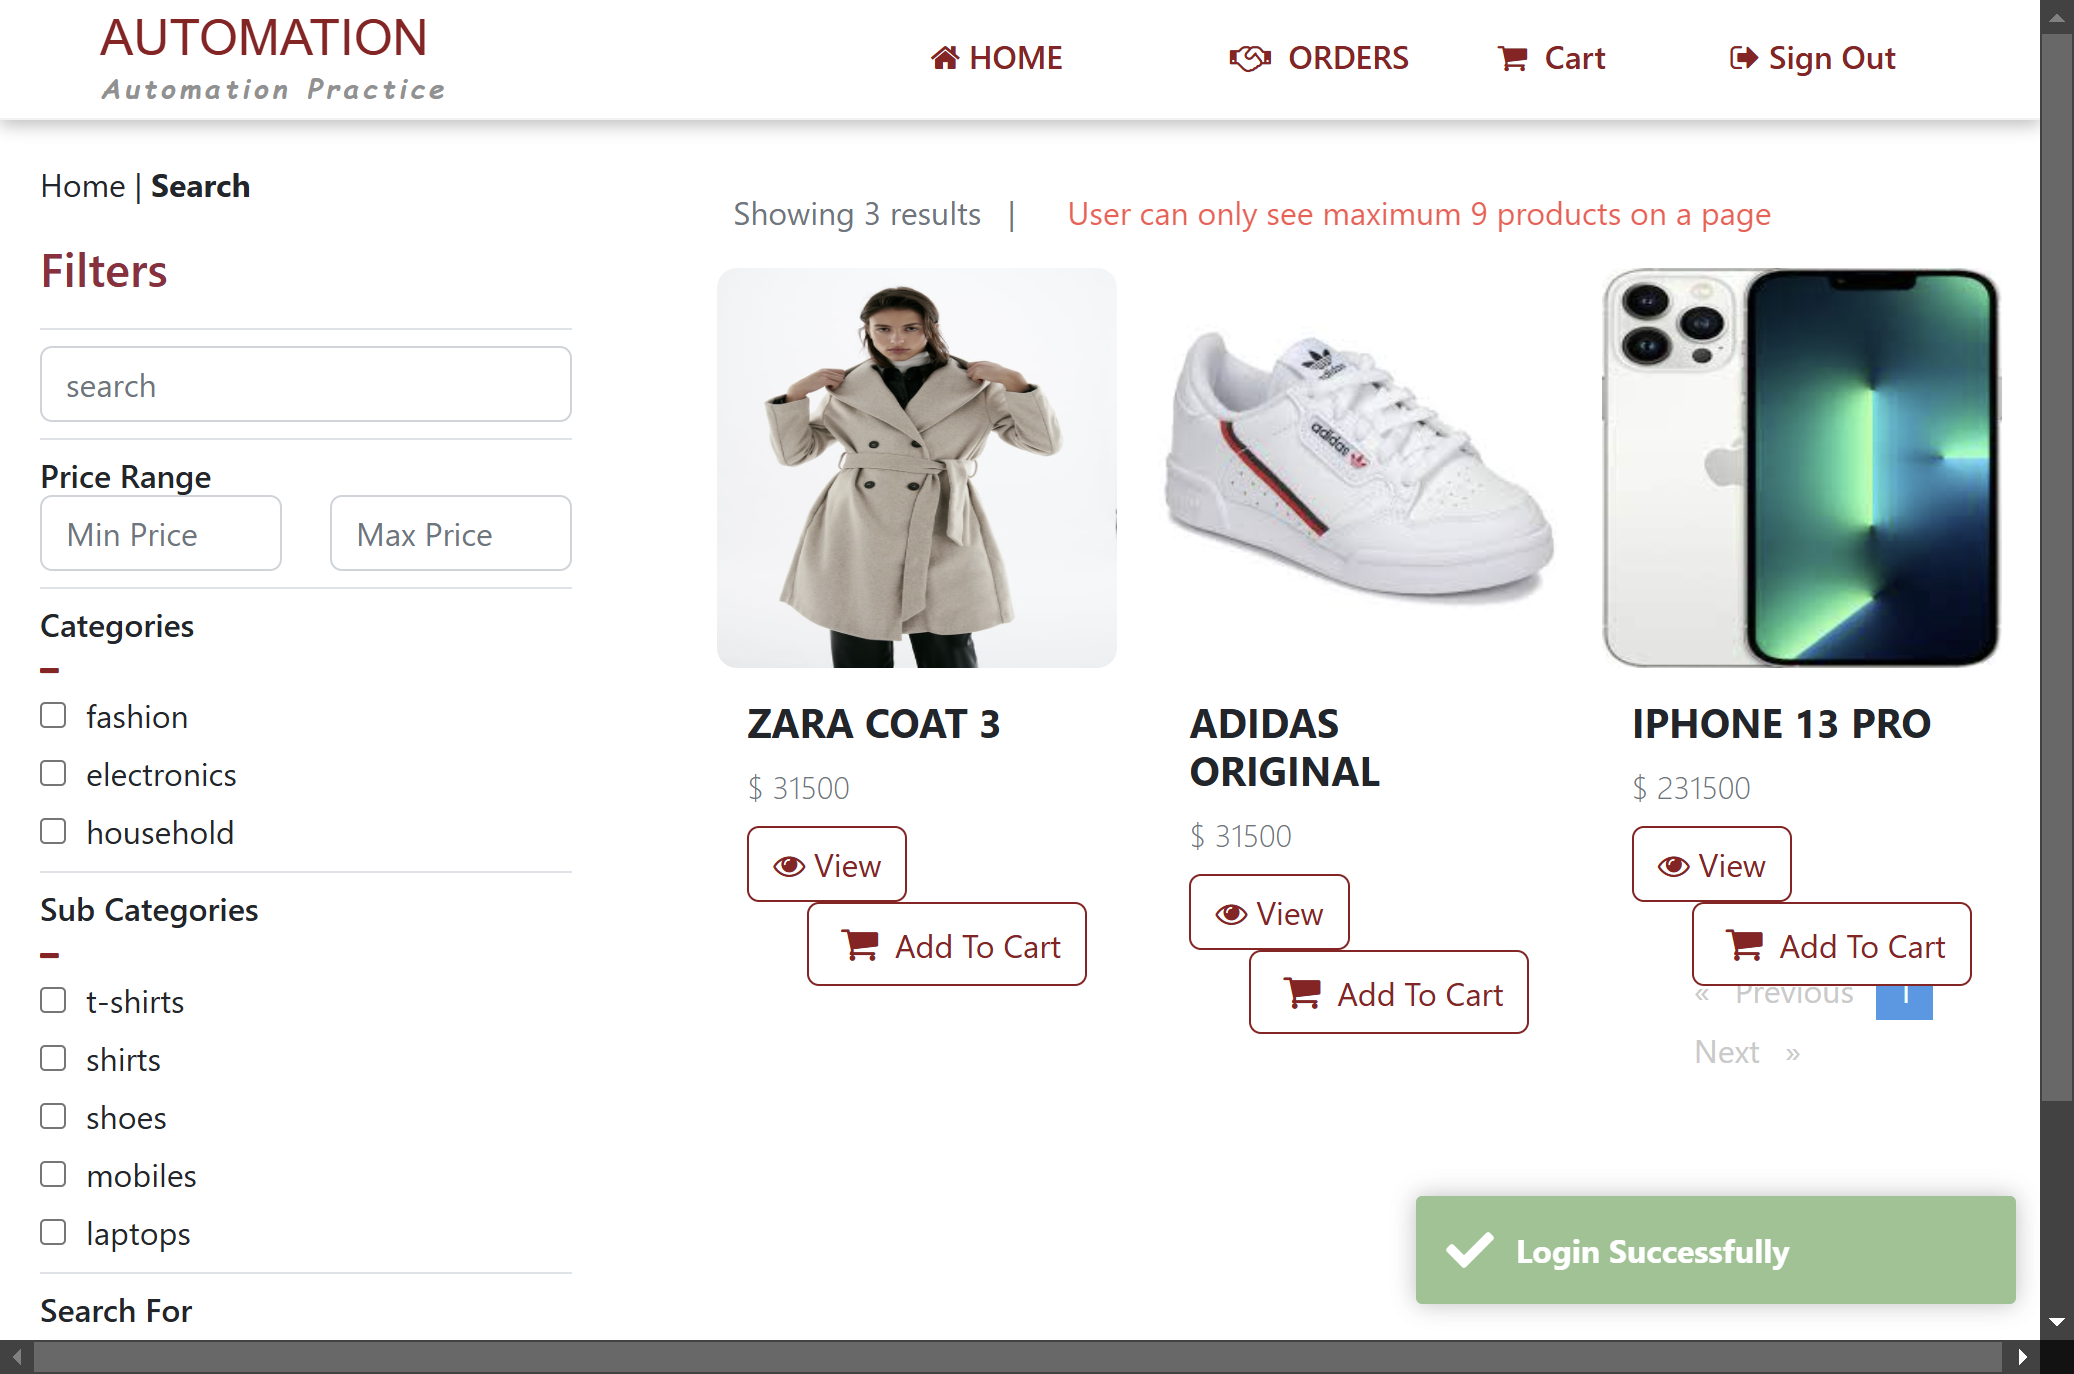 AUTOMATION
Automation Practice
HOME
ORDERS
Cart
Sign Out
Home | Search
Filters
search
Price Range
Min Price
Max Price
Categories
fashion
electronics
household
Sub Categories
t-shirts
shirts
shoes
mobiles
laptops
Search For
Showing 3 results |
User can only see maximum 9 products on a page
adidas
adidas
ZARA COAT 3
$ 31500
View
Add To Cart
ADIDAS
ORIGINAL
$ 31500
View
Add To Cart
IPHONE 13 PRO
$ 231500
View
Add To Cart
« Previous 1
Next »
Login Successfully